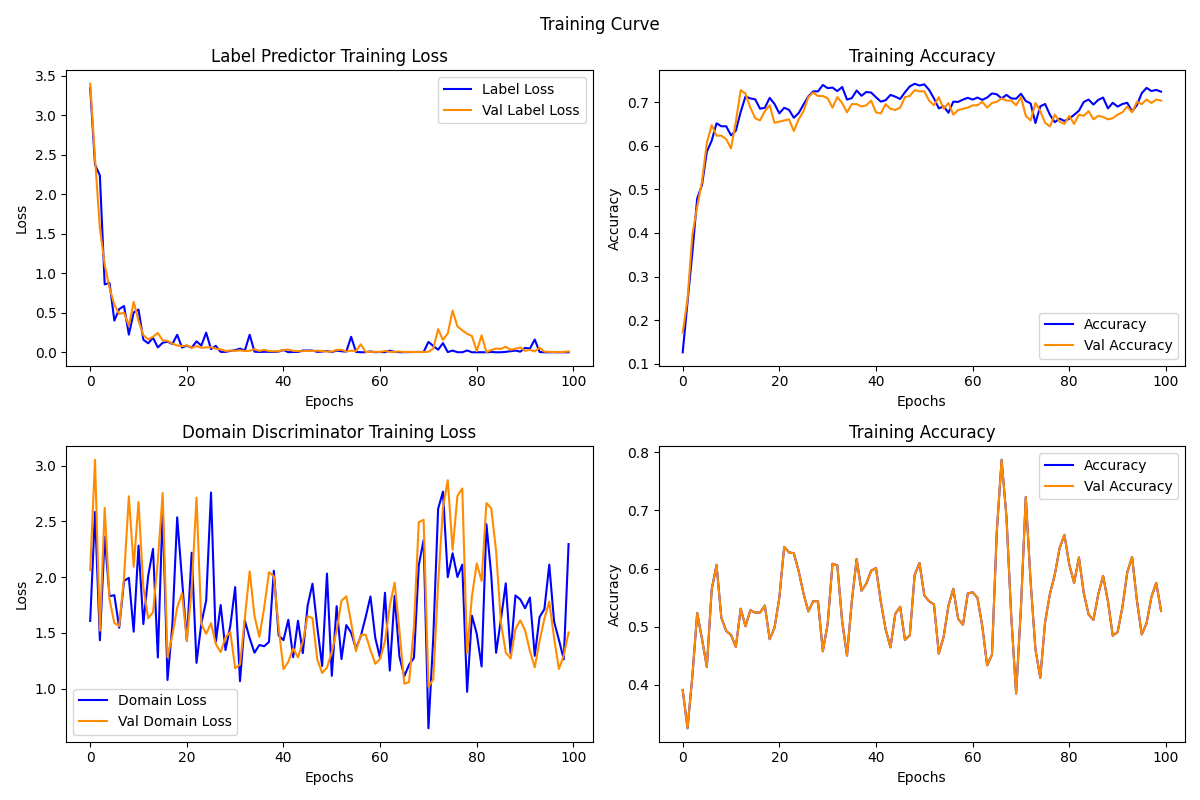 Training Curve
Label Predictor Training Loss
3.5
3.0
2.5
2.0
1.5
1.0
0.5
0.0
Loss
0 20 40 60 80 100
Epochs
Label Loss
Val Label Loss
Training Accuracy
0.7
0.6
0.5
0.4
0.3
0.2
0.1
Accuracy
0 20 40 60 80 100
Epochs
Accuracy
Val Accuracy
Domain Discriminator Training Loss
3.0
2.5
2.0
1.5
1.0
Loss
0 20 40 60 80 100
Epochs
Domain Loss
Val Domain Loss
Training Accuracy
0.8
0.7
0.6
0.5
0.4
Accuracy
0 20 40 60 80 100
Epochs
Accuracy
Val Accuracy